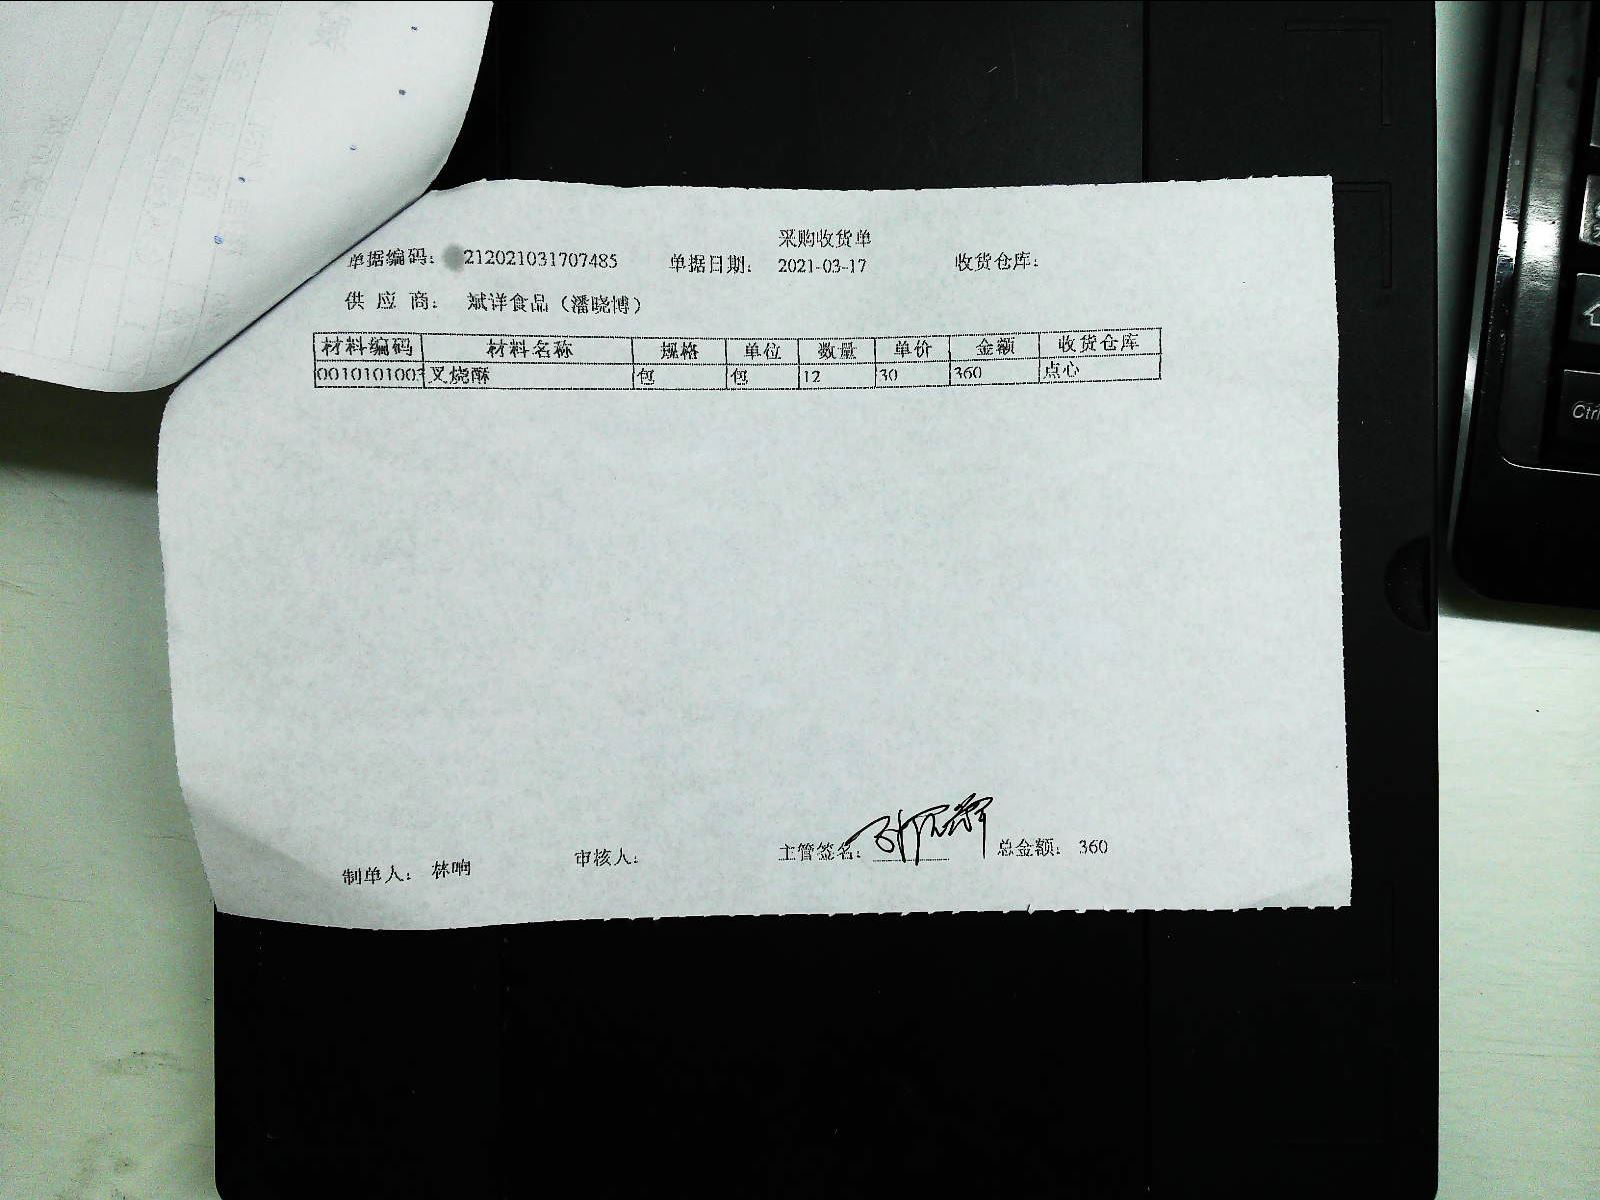 采购收货单
单据编码： 212021031707485 单据日期： 2021-03-17 收货仓库：
供 应 商： 斌详食品（潘晓博）
材料编码 材料名称 规格 单位 数量 单价 金额 收货仓库
0010101003 叉烧酥 包 包 12 30 360 点心
制单人： 林响 审核人： 主管签名： 总金额： 360
Ctrl